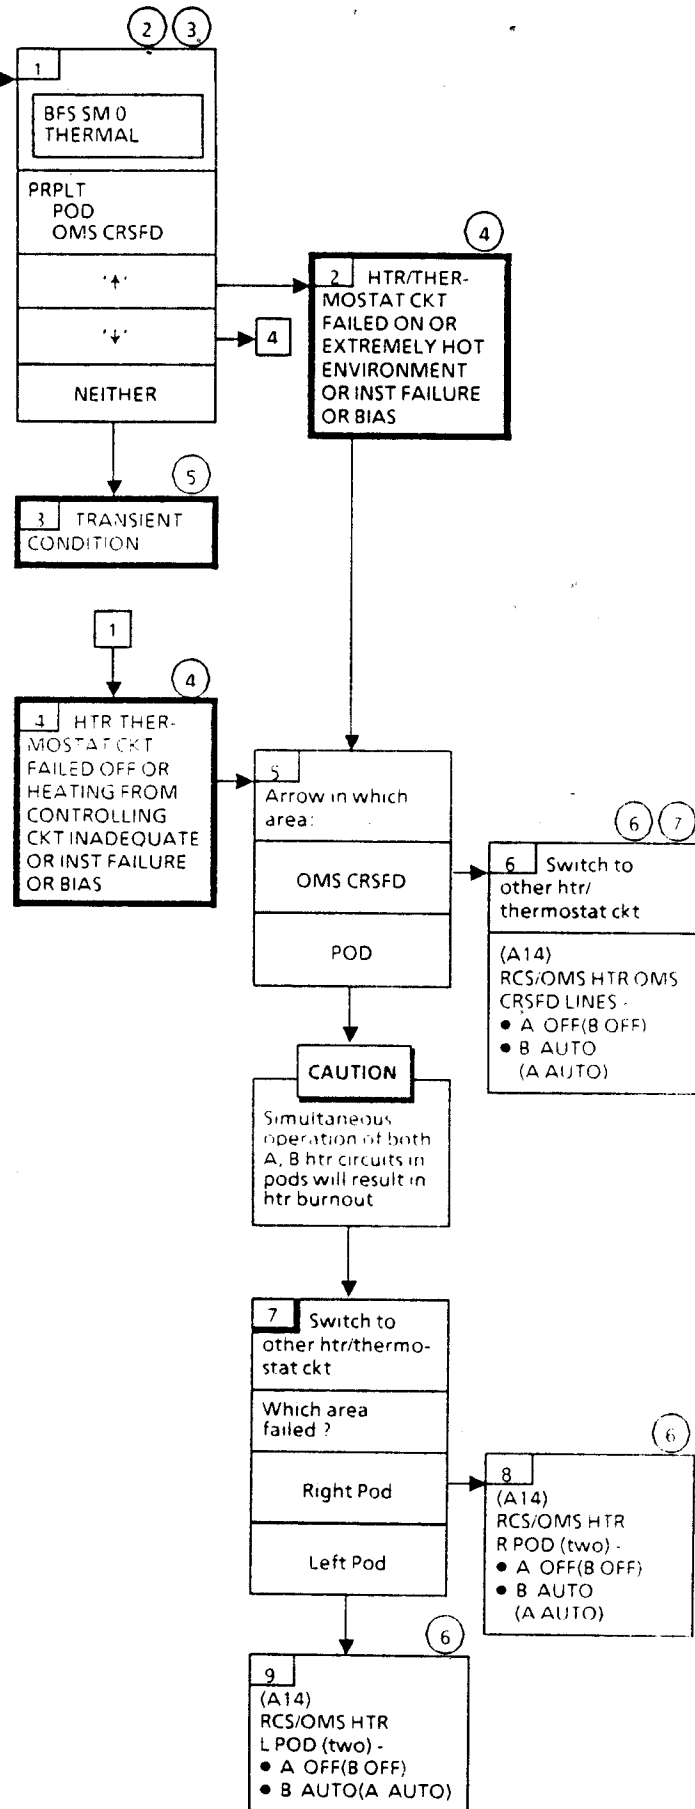 2 3
1
BFS SM 0
THERMAL
PRPLT
POD
OMS CRSFD
'↑'
'↓'
4
NEITHER
4
2 HTR/THER-
MOSTAT CKT
FAILED ON OR
EXTREMELY HOT
ENVIRONMENT
OR INST FAILURE
OR BIAS
5
3 TRANSIENT
CONDITION
1
4
4 HTR THER-
MOSTAT CKT
FAILED OFF OR
HEATING FROM
CONTROLLING
CKT INADEQUATE
OR INST FAILURE
OR BIAS
5
Arrow in which
area:
OMS CRSFD
POD
6 7
6 Switch to
other htr/
thermostat ckt
(A14)
RCS/OMS HTR OMS
CRSFD LINES -
• A OFF(B OFF)
• B AUTO
(A AUTO)
CAUTION
Simultaneous
operation of both
A, B htr circuits in
pods will result in
htr burnout
7 Switch to
other htr/thermo-
stat ckt
Which area
failed ?
Right Pod
Left Pod
6
8
(A14)
RCS/OMS HTR
R POD (two) -
• A OFF(B OFF)
• B AUTO
(A AUTO)
6
9
(A14)
RCS/OMS HTR
L POD (two) -
• A OFF(B OFF)
• B AUTO(A AUTO)